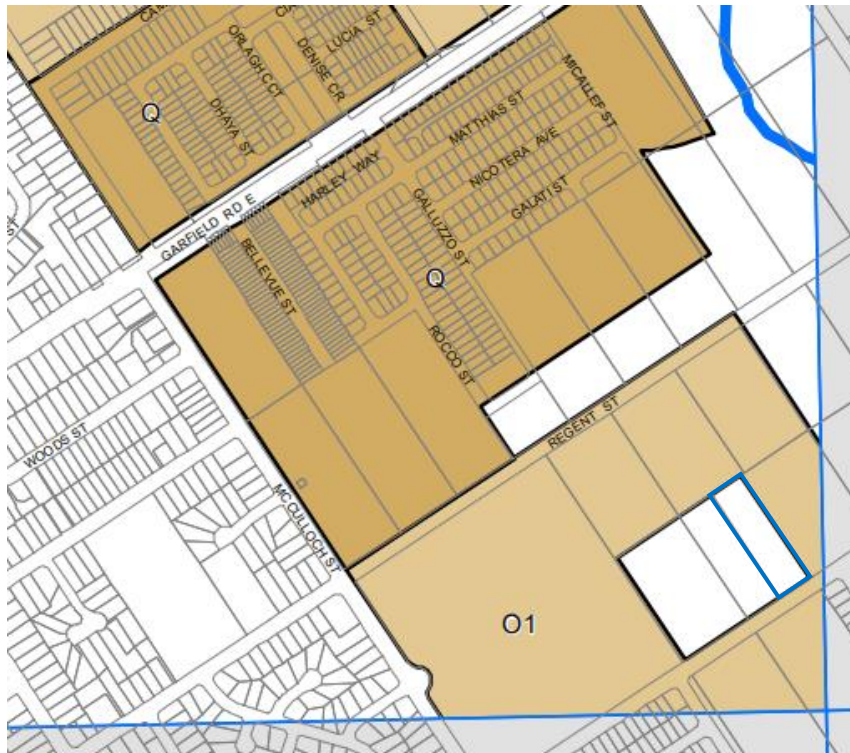 LUCIA ST
ORLAGH CCT
DENISE CR
Q
DHAYA ST
MICALLEF ST
MATTHIAS ST
NICOTERA AVE
HARLEY WAY
GALATI ST
GALLUZZO ST
GARFIELD RD E
BELLEVUE ST
Q
ROCCO ST
REGENT ST
WOODS ST
MCCULLOCH ST
O1